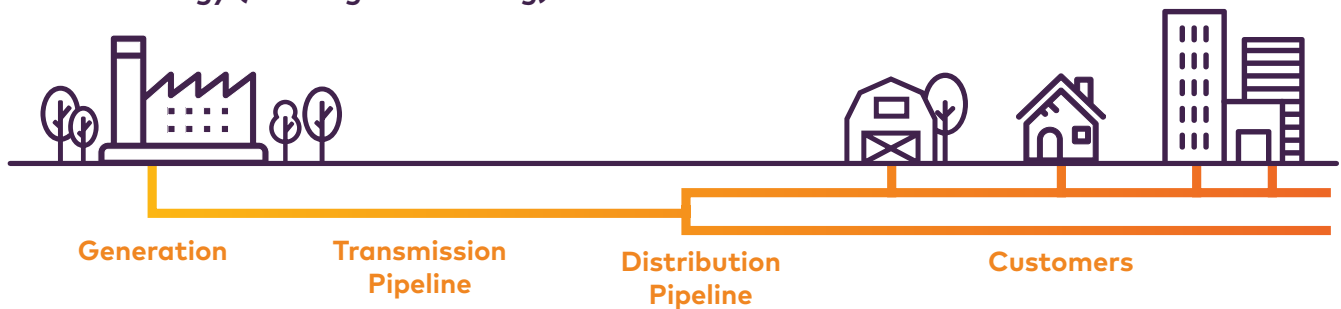 Generation
Transmission
Pipeline
Distribution
Pipeline
Customers